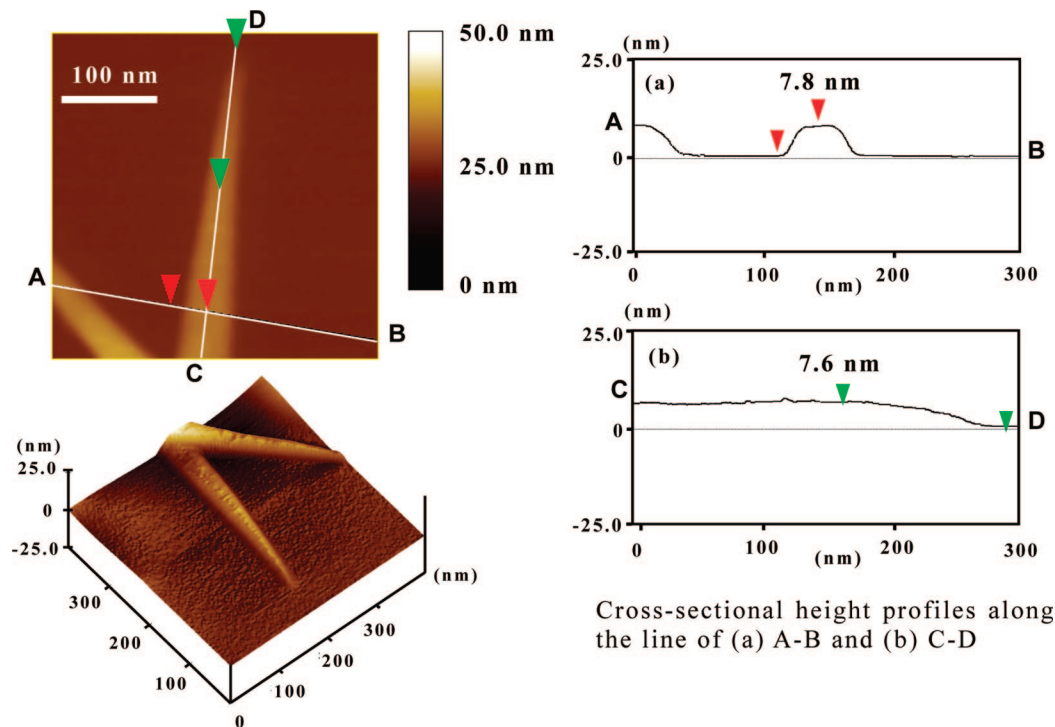 D
100 nm
A
B
C
50.0 nm
25.0 nm
0 nm
(nm)
25.0
0
-25.0
300
200
100
0
100
200
300
(nm)
(nm)
25.0
(a)
7.8 nm
A
0
B
-25.0
0
100
200
300
(nm)
(nm)
25.0
(b)
7.6 nm
C
0
D
-25.0
0
100
200
300
(nm)
Cross-sectional height profiles along
the line of (a) A-B and (b) C-D